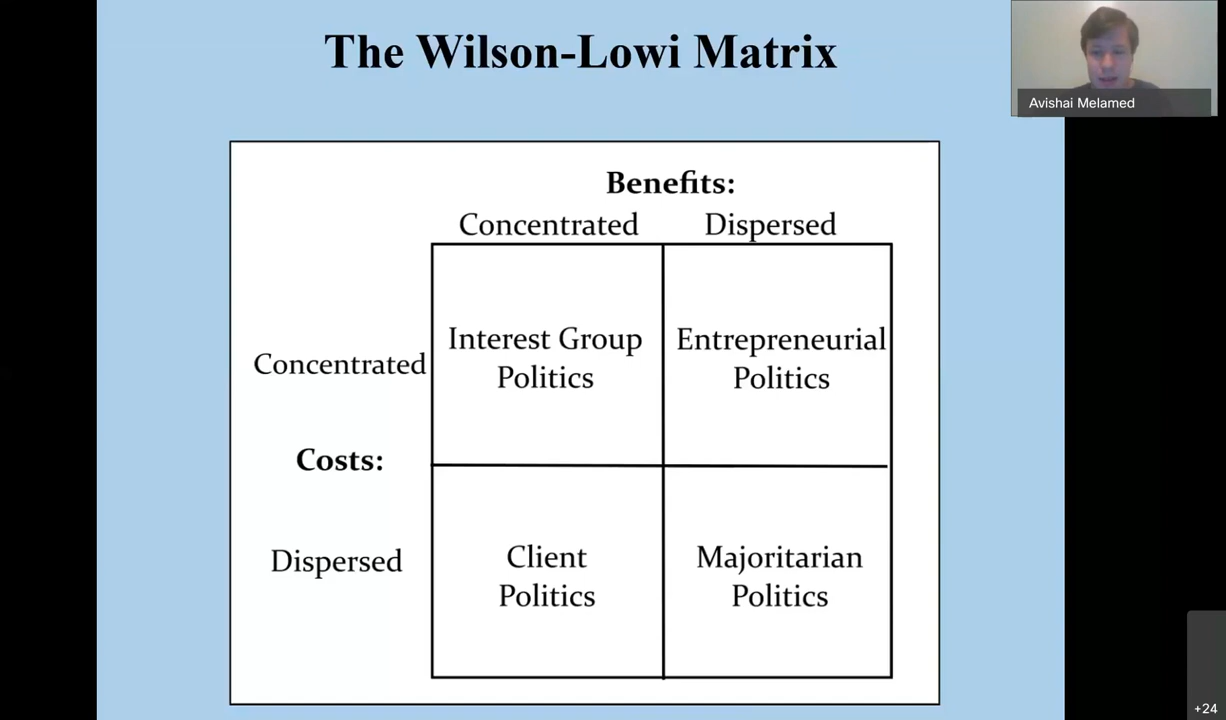 The Wilson-Lowi Matrix
Avishai Melamed
Benefits:
Concentrated Dispersed
Interest Group Entrepreneurial
Concentrated
Politics Politics
Costs:
Client Majoritarian
Dispersed
Politics Politics
+24